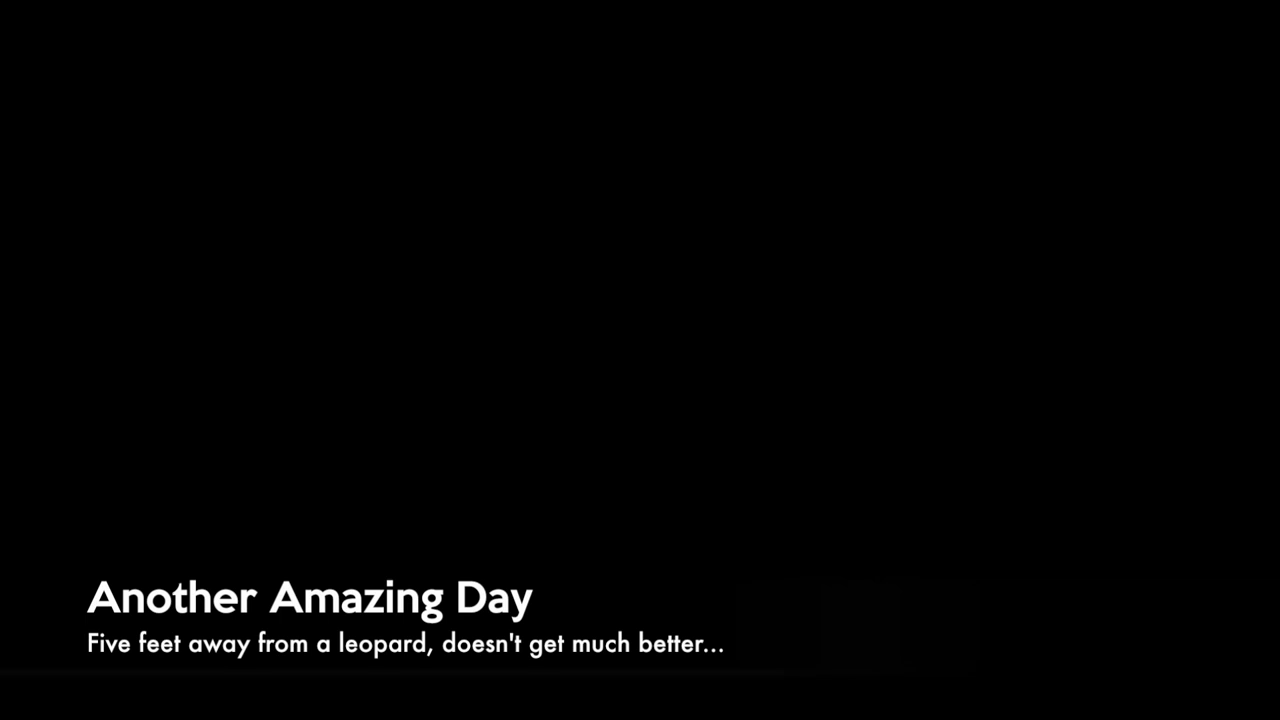 Another Amazing Day
Five feet away from a leopard, doesn't get much better...